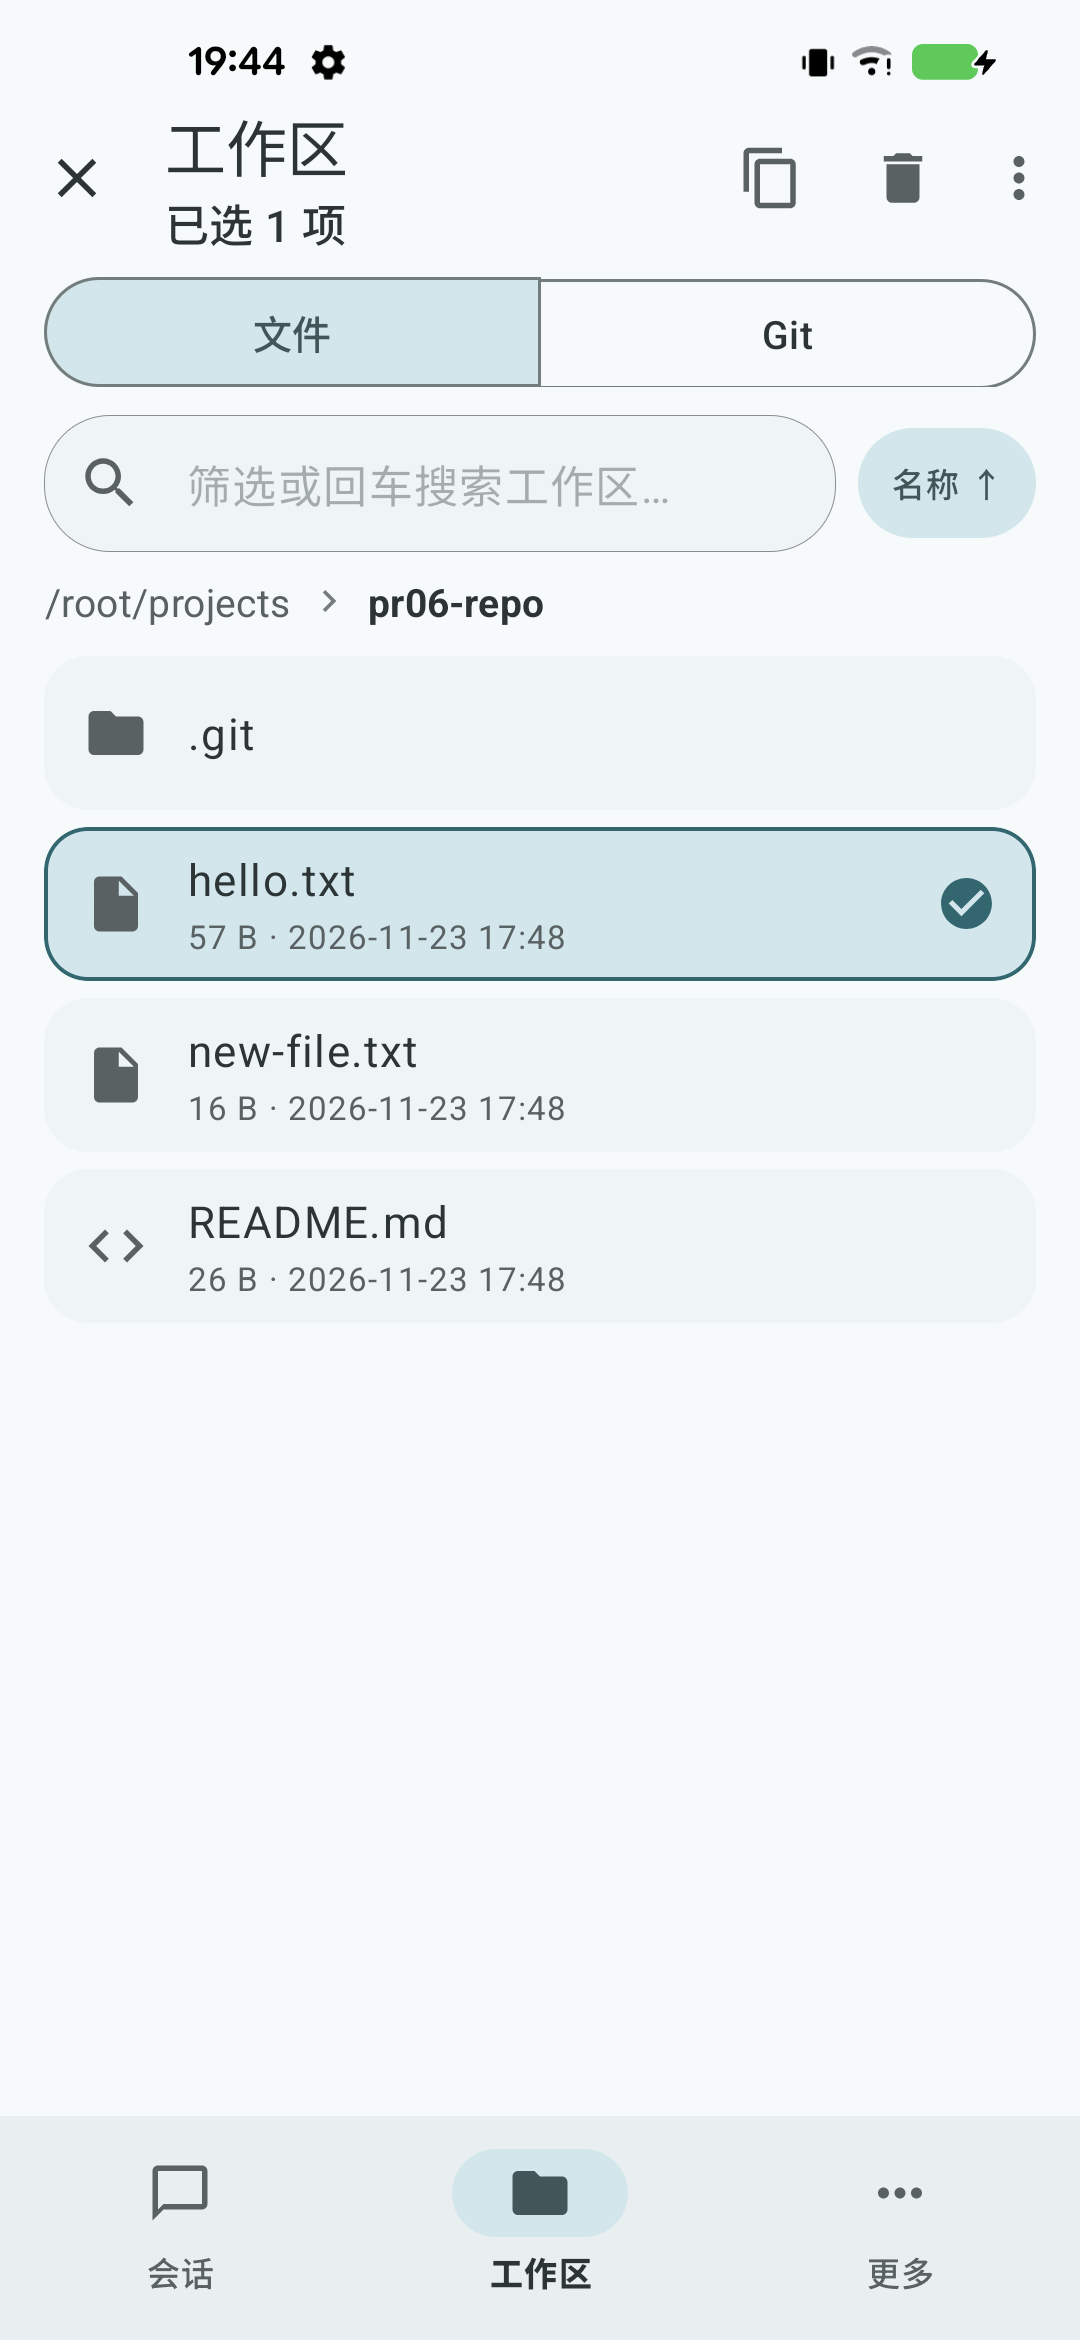 19:44
工作区
已选 1 项
文件
Git
筛选或回车搜索工作区...
名称 ↑
/root/projects > pr06-repo
.git
hello.txt
57 B · 2026-11-23 17:48
new-file.txt
16 B · 2026-11-23 17:48
README.md
26 B · 2026-11-23 17:48
会话
工作区
更多